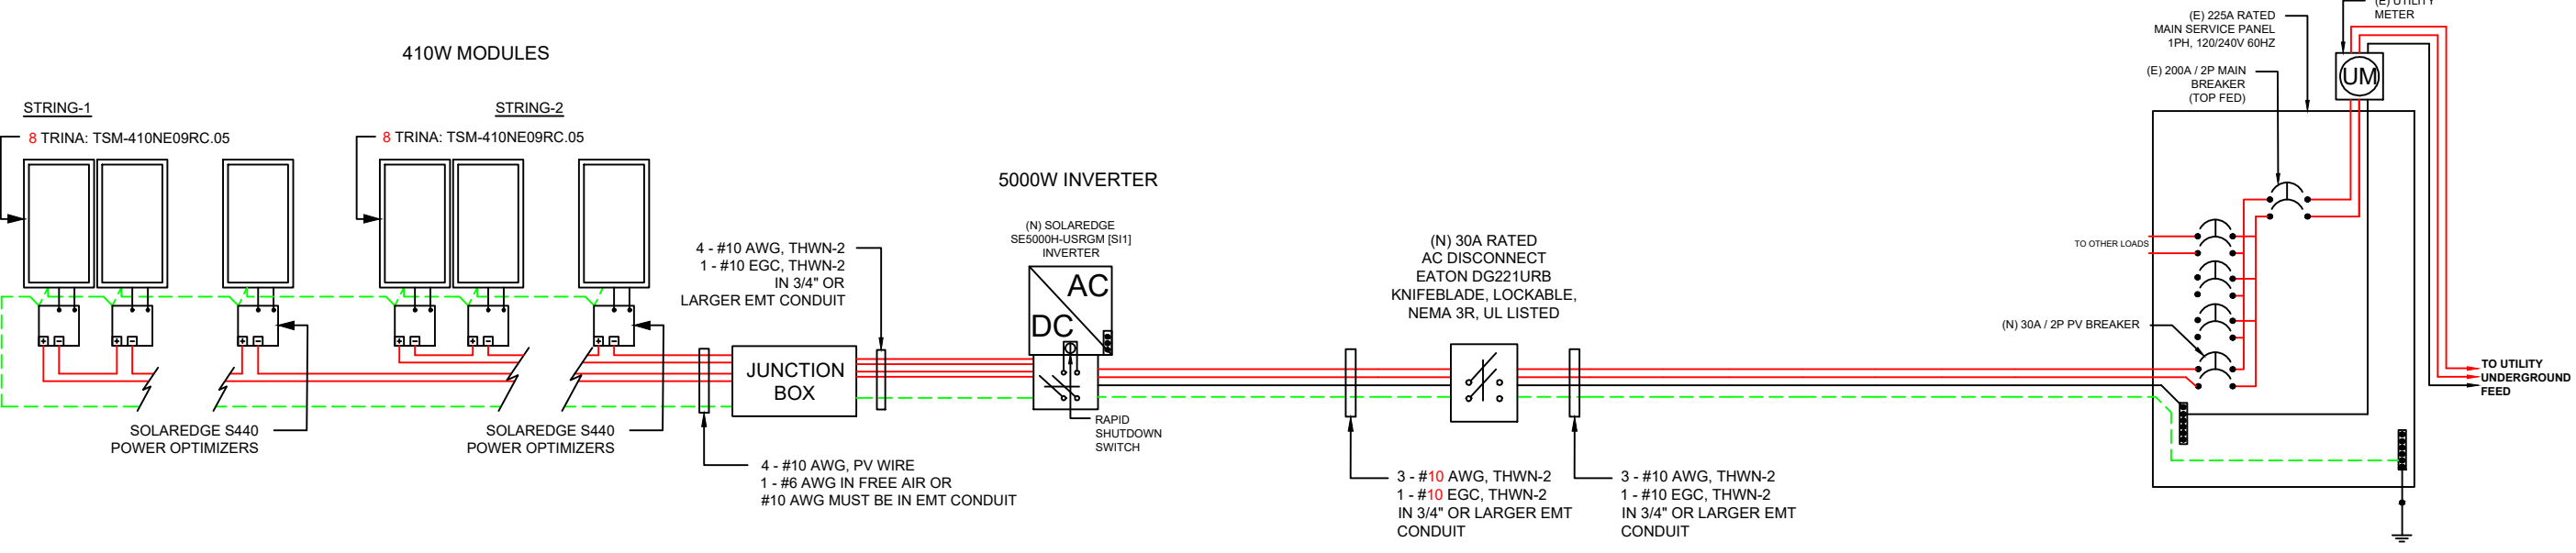 410W MODULES
STRING-1
8 TRINA: TSM-410NE09RC.05
STRING-2
8 TRINA: TSM-410NE09RC.05
SOLAREDGE S440
POWER OPTIMIZERS
SOLAREDGE S440
POWER OPTIMIZERS
4 - #10 AWG, THWN-2
1 - #10 EGC, THWN-2
IN 3/4" OR
LARGER EMT CONDUIT
JUNCTION
BOX
4 - #10 AWG, PV WIRE
1 - #6 AWG IN FREE AIR OR
#10 AWG MUST BE IN EMT CONDUIT
5000W INVERTER
(N) SOLAREDGE
SE5000H-USRGM [SI1]
INVERTER
AC
DC
RAPID
SHUTDOWN
SWITCH
(N) 30A RATED
AC DISCONNECT
EATON DG221URB
KNIFEBLADE, LOCKABLE,
NEMA 3R, UL LISTED
3 - #10 AWG, THWN-2
1 - #10 EGC, THWN-2
IN 3/4" OR LARGER EMT
CONDUIT
3 - #10 AWG, THWN-2
1 - #10 EGC, THWN-2
IN 3/4" OR LARGER EMT
CONDUIT
(E) UTILITY
METER
(E) 225A RATED
MAIN SERVICE PANEL
1PH, 120/240V 60HZ
(E) 200A / 2P MAIN
BREAKER
(TOP FED)
UM
TO OTHER LOADS
(N) 30A / 2P PV BREAKER
TO UTILITY
UNDERGROUND
FEED